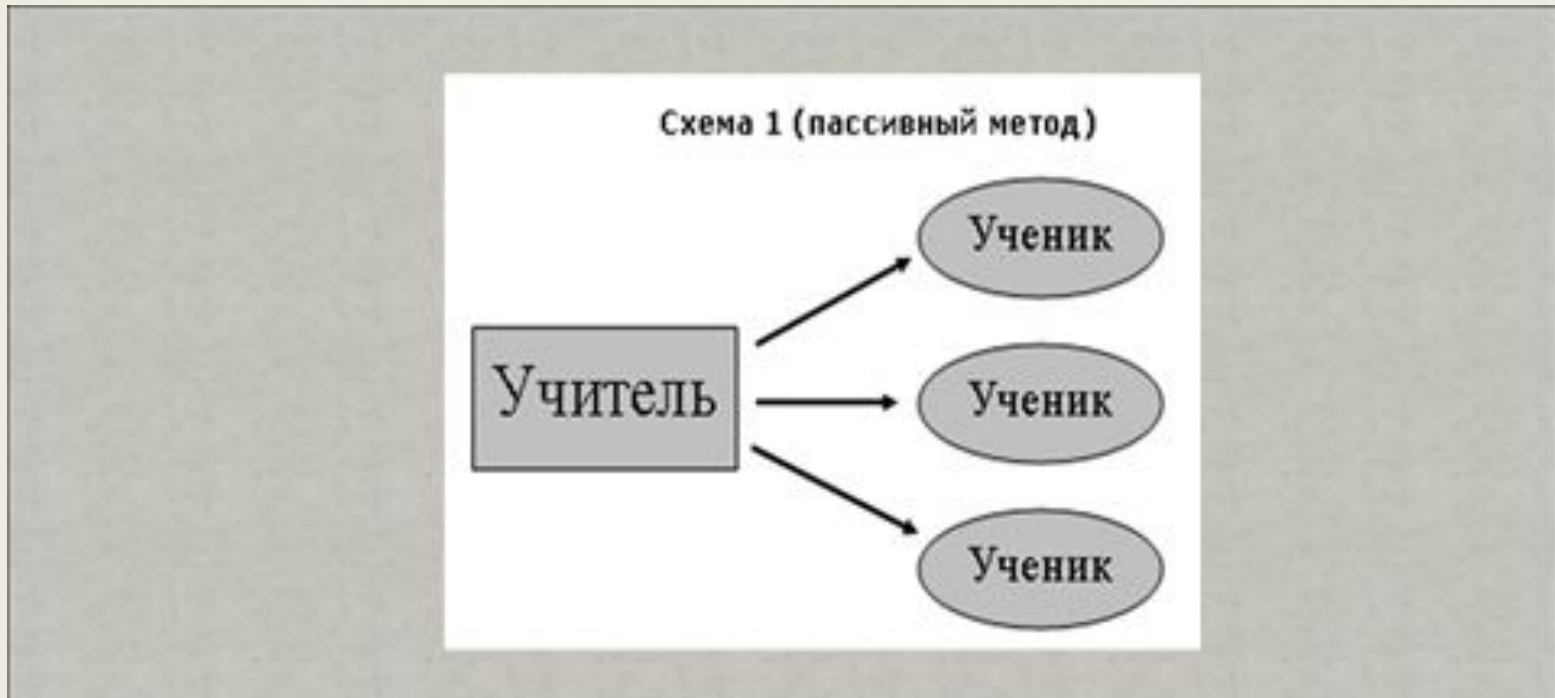 Схема 1 (пассивный метод)
Ученик
Учитель
Ученик
Ученик